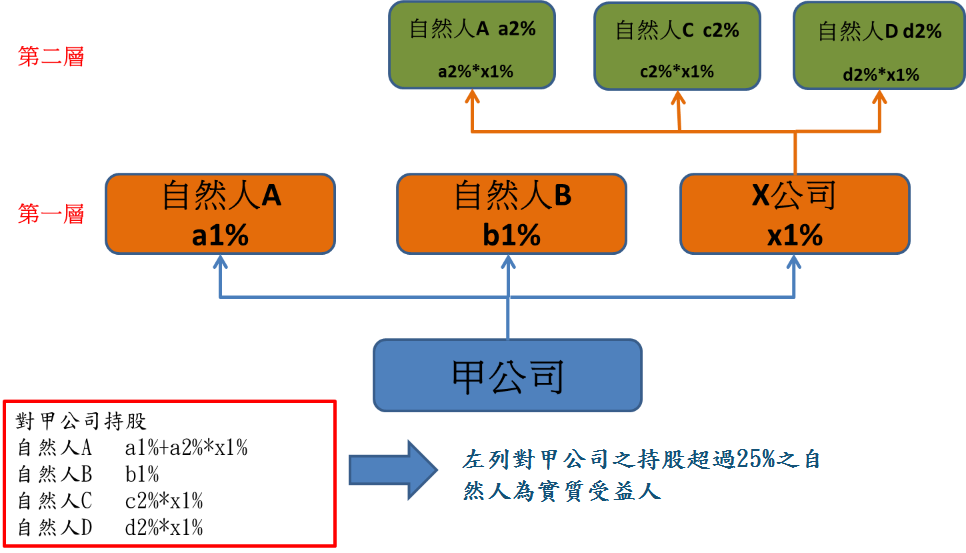 第二層
自然人A a2%
a2%*x1%
自然人C c2%
c2%*x1%
自然人D d2%
d2%*x1%
第一層
自然人A
a1%
自然人B
b1%
X公司
x1%
甲公司
對甲公司持股
自然人A a1%+a2%*x1%
自然人B b1%
自然人C c2%*x1%
自然人D d2%*x1%
左列對甲公司之持股超過25%之自
然人為實質受益人